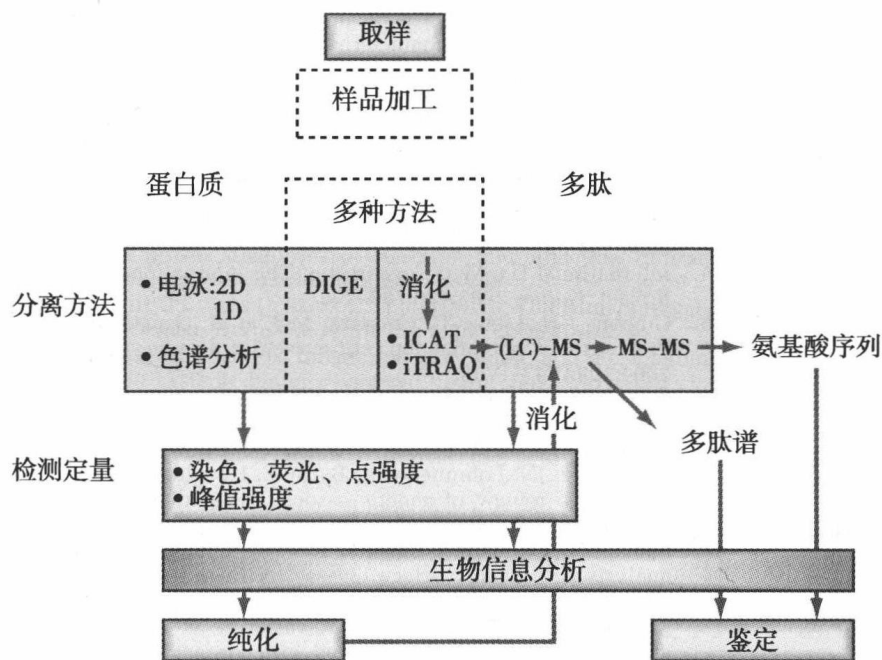 取样
样品加工
蛋白质
多种方法
多肽
分离方法
• 电泳:2D
1D
• 色谱分析
DIGE
消化
• ICAT
• iTRAQ
(LC)-MS
MS-MS
氨基酸序列
消化
多肽谱
检测定量
• 染色、荧光、点强度
• 峰值强度
生物信息分析
纯化
鉴定